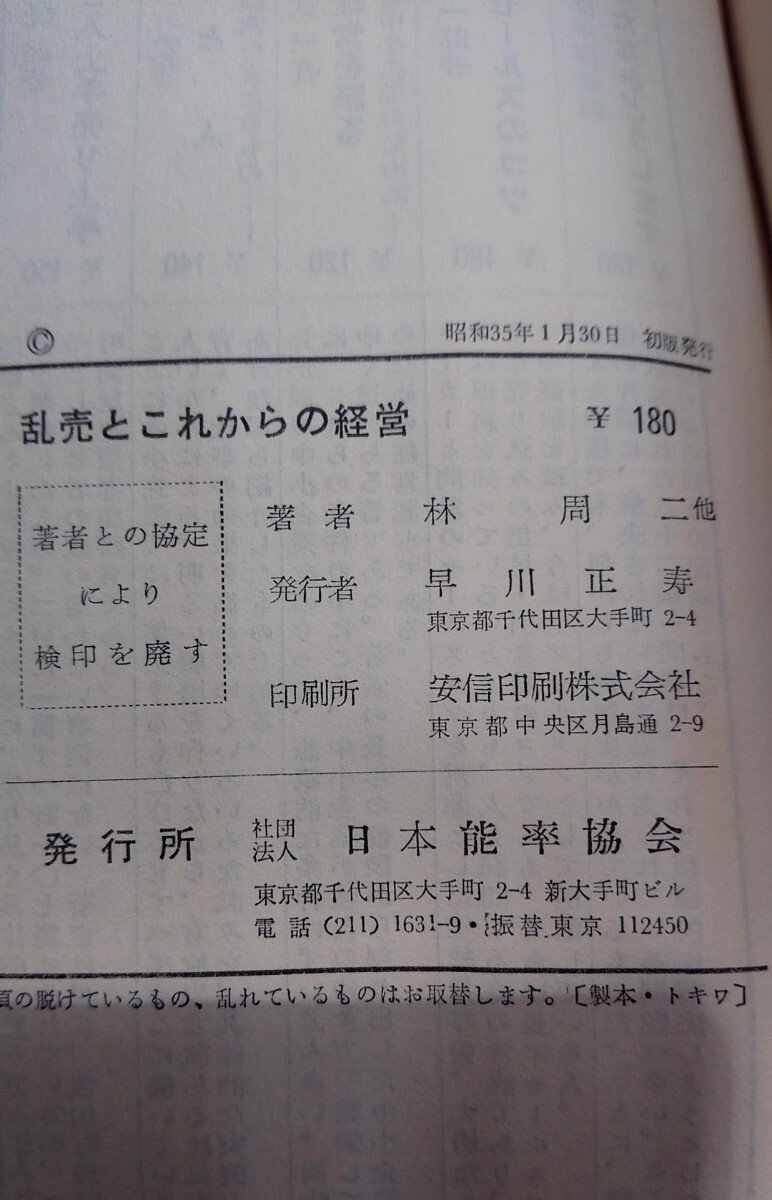 © 昭和35年1月30日 初版発行
乱売とこれからの経営 ¥ 180
著者との協定
により
検印を廃す
著者 林周二他
発行者 早川正寿
東京都千代田区大手町 2-4
印刷所 安信印刷株式会社
東京都中央区月島通 2-9
発行所 社団法人 日本能率協会
東京都千代田区大手町 2-4 新大手町ビル
電話 (211) 1631-9・振替 東京 112450
頁の脱けているもの、乱れているものはお取替します。〔製本・トキワ〕